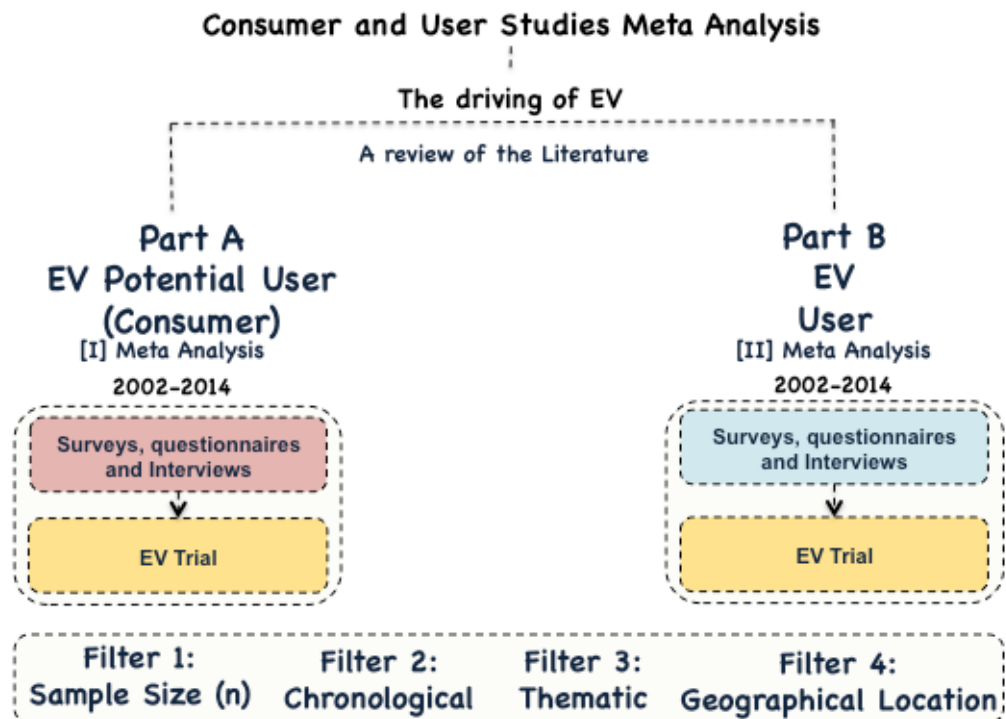 Consumer and User Studies Meta Analysis
The driving of EV
A review of the Literature
Part A
EV Potential User
(Consumer)
[I] Meta Analysis
2002-2014
Surveys, questionnaires
and Interviews
EV Trial
Part B
EV
User
[II] Meta Analysis
2002-2014
Surveys, questionnaires
and Interviews
EV Trial
Filter 1:
Sample Size (n)
Filter 2:
Chronological
Filter 3:
Thematic
Filter 4:
Geographical Location